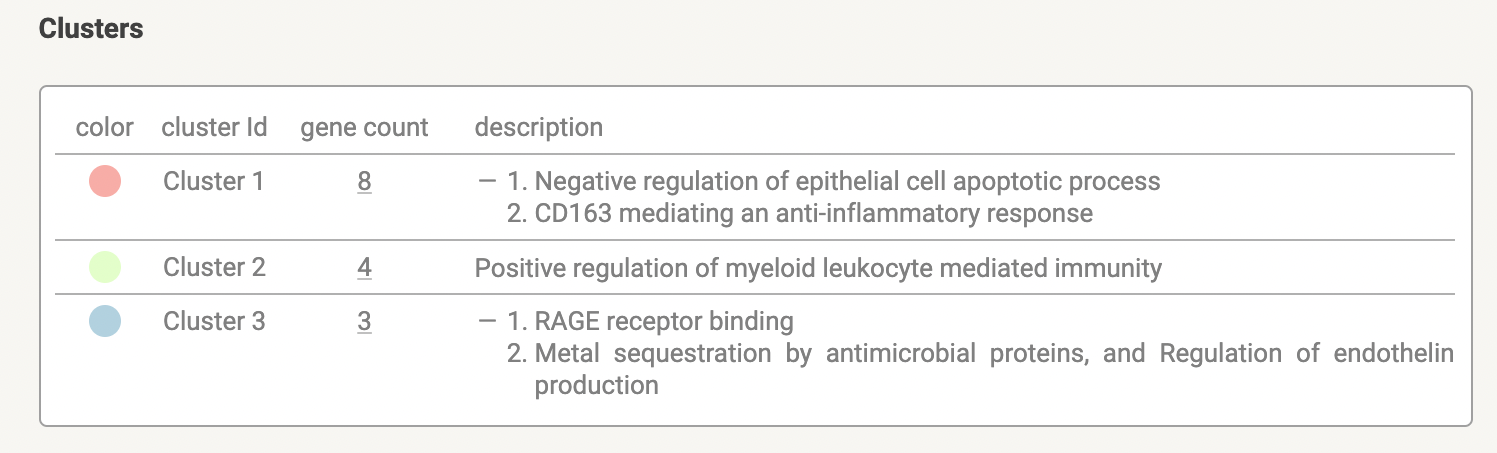 Clusters
color cluster Id gene count description
Cluster 1 8 — 1. Negative regulation of epithelial cell apoptotic process
2. CD163 mediating an anti-inflammatory response
Cluster 2 4 Positive regulation of myeloid leukocyte mediated immunity
Cluster 3 3 — 1. RAGE receptor binding
2. Metal sequestration by antimicrobial proteins, and Regulation of endothelin
production